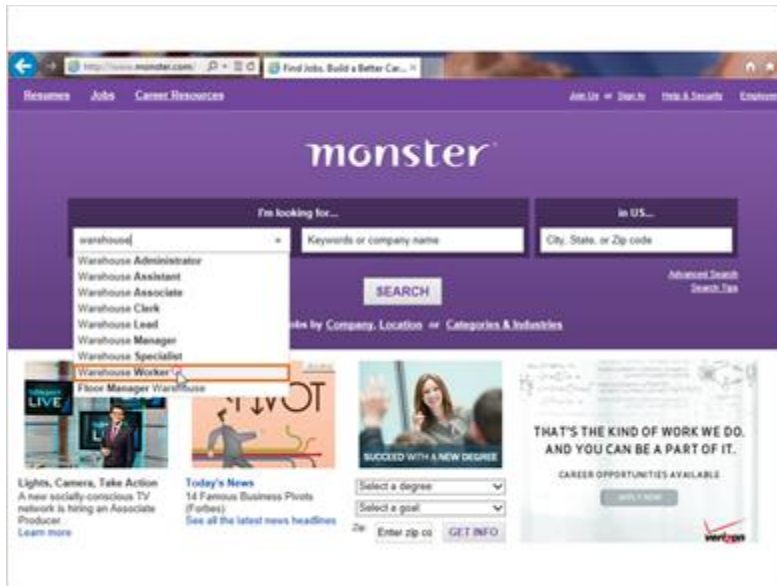 http://www.monster.com/
Find Jobs. Build a Better Car...
Resumes Jobs Career Resources
Join Us or Sign In Help & Security Employers
monster
I'm looking for...
in US...
warehouse
Keywords or company name
City, State, or Zip code
Warehouse Administrator
Warehouse Assistant
Warehouse Associate
Warehouse Clerk
Warehouse Lead
Warehouse Manager
Warehouse Specialist
Warehouse Worker
Floor Manager Warehouse
SEARCH
Advanced Search
Search Tips
by Company, Location or Categories & Industries
LIVE
PIVOT
SUCCEED WITH A NEW DEGREE
THAT'S THE KIND OF WORK WE DO.
AND YOU CAN BE A PART OF IT.
CAREER OPPORTUNITIES AVAILABLE
APPLY NOW
verizon
Lights, Camera, Take Action
A new socially-conscious TV
network is hiring an Associate
Producer
Learn more
Today's News
14 Famous Business Pivots
(Forbes)
See all the latest news headlines
Select a degree
Select a goal
Zip
Enter zip co
GET INFO